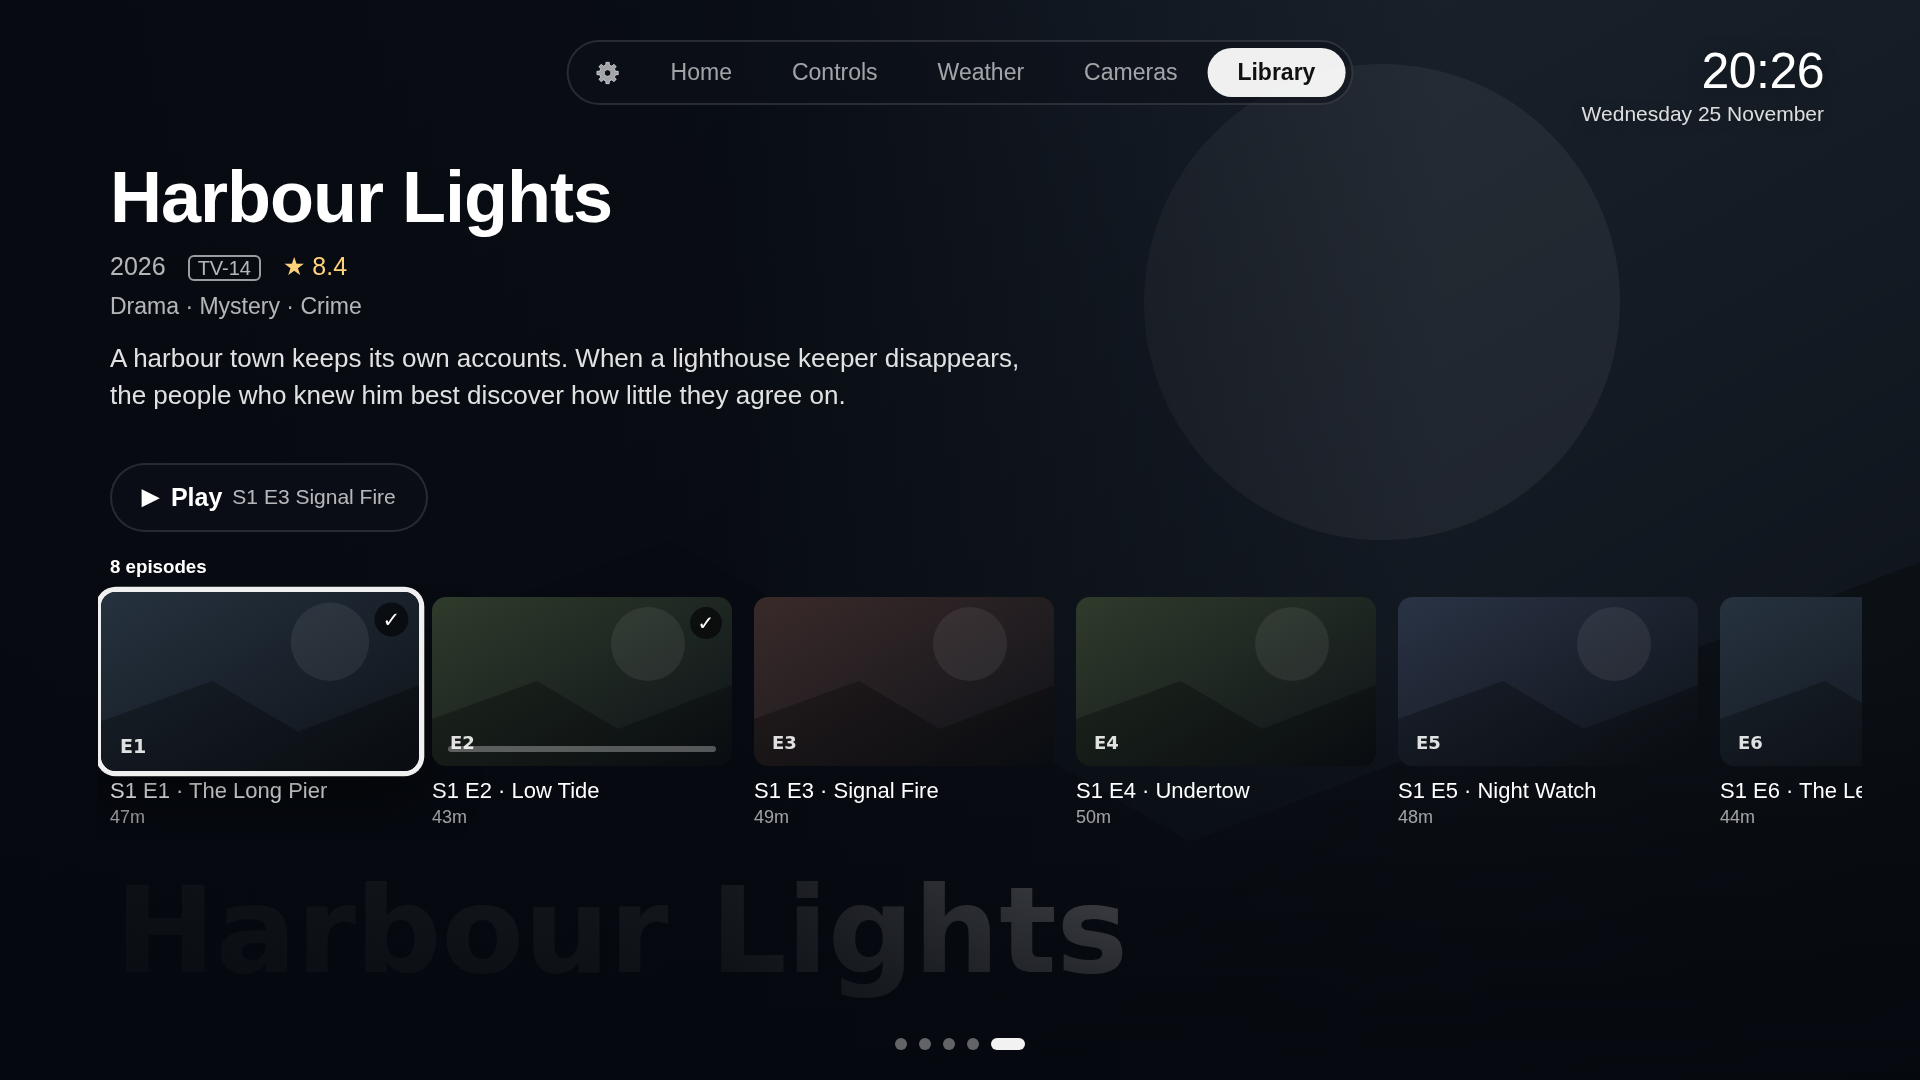 Home Controls Weather Cameras Library
20:26
Wednesday 25 November
Harbour Lights
2026 TV-14 ★ 8.4
Drama · Mystery · Crime
A harbour town keeps its own accounts. When a lighthouse keeper disappears,
the people who knew him best discover how little they agree on.
▶ Play S1 E3 Signal Fire
8 episodes
✓ ✓
E1 E2 E3 E4 E5 E6
S1 E1 · The Long Pier S1 E2 · Low Tide S1 E3 · Signal Fire S1 E4 · Undertow S1 E5 · Night Watch S1 E6 · The
47m 43m 49m 50m 48m 44m
Harbour Lights